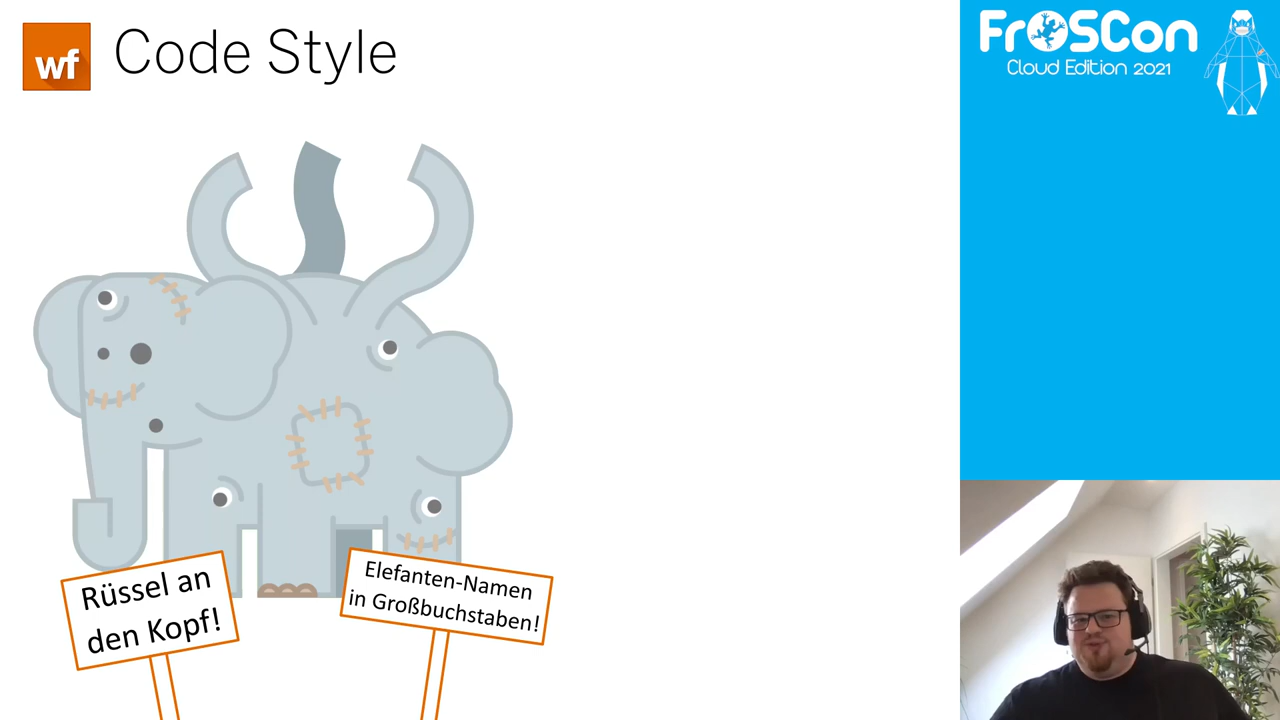 wf
Code Style
FrOSCon
Cloud Edition 2021
Rüssel an
den Kopf!
Elefanten-Namen
in Großbuchstaben!